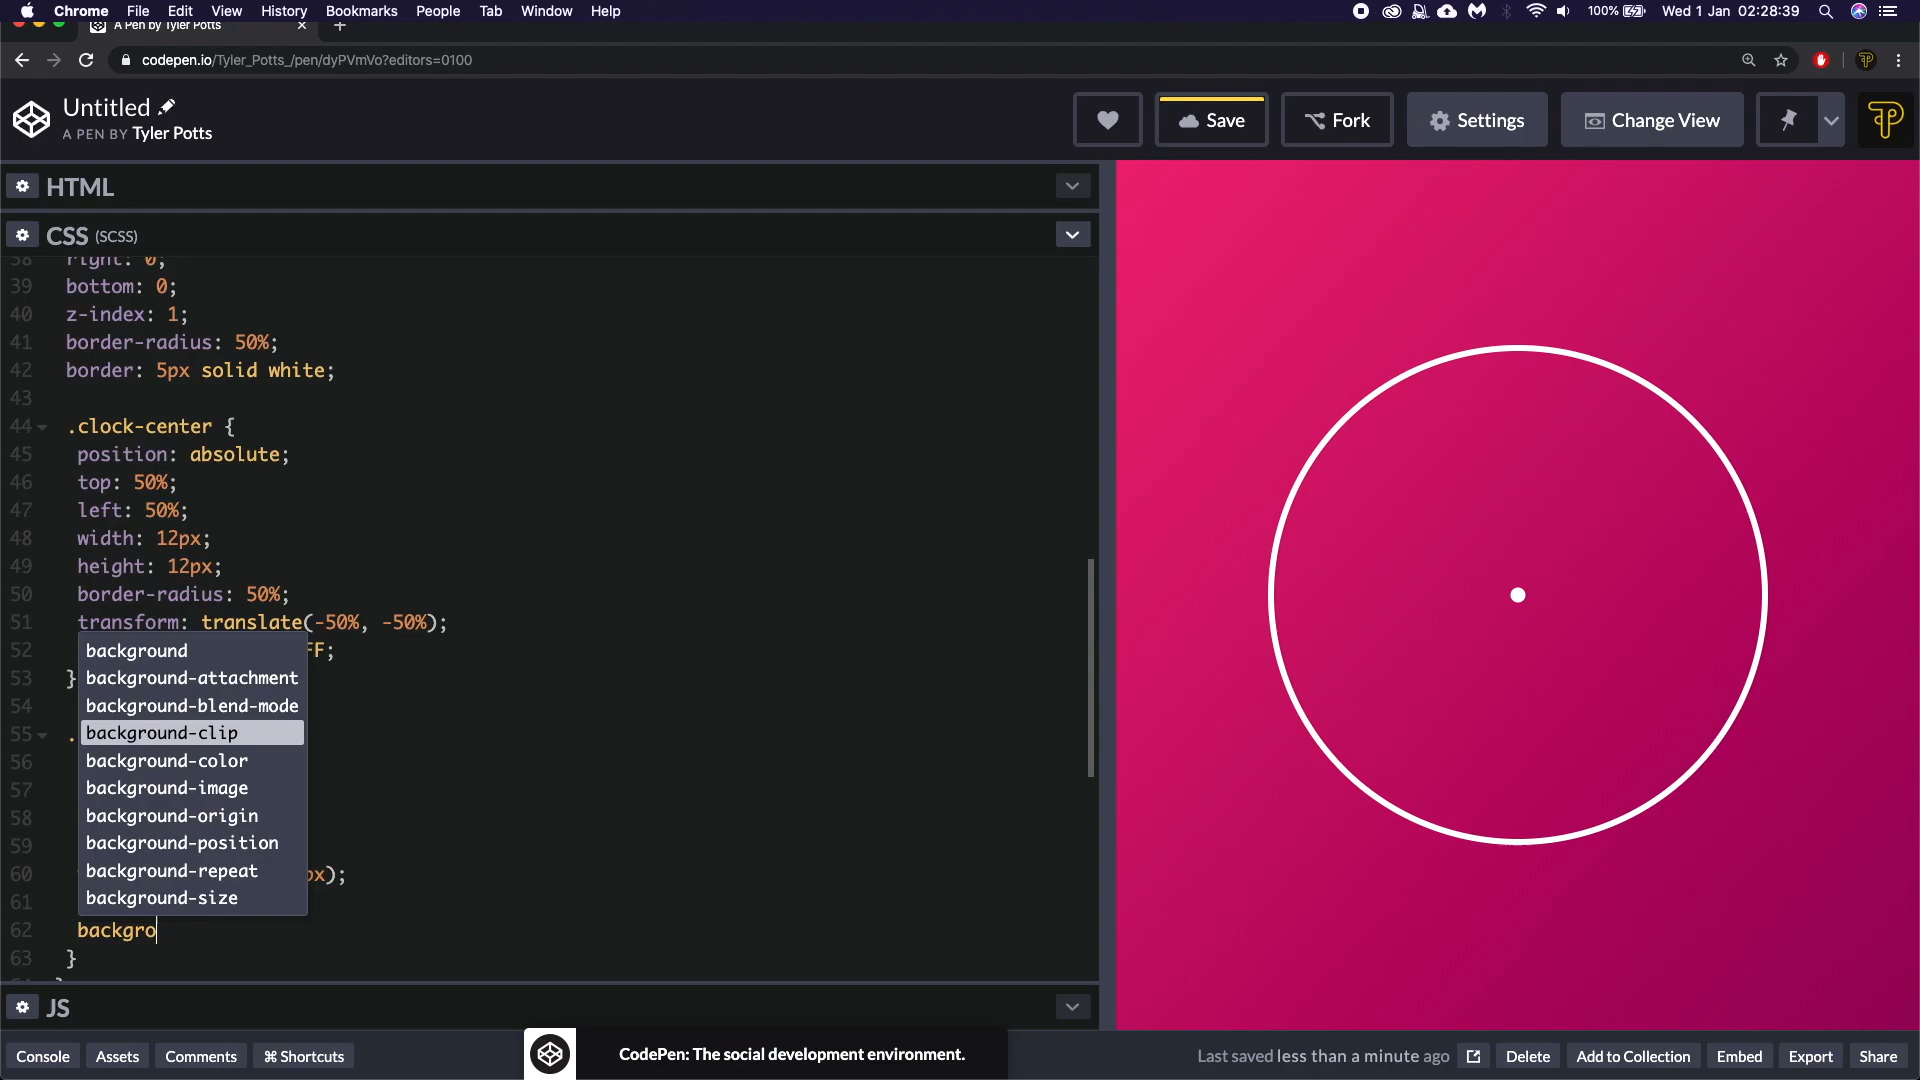 Chrome File Edit View History Bookmarks People Tab Window Help 100% Wed 1 Jan 02:28:39
A Pen by Tyler Potts
codepen.io/Tyler_Potts_/pen/dyPVmVo?editors=0100
Untitled
A PEN BY Tyler Potts
Save Fork Settings Change View
HTML
CSS (SCSS)
38 right: 0;
39 bottom: 0;
40 z-index: 1;
41 border-radius: 50%;
42 border: 5px solid white;
43
44 .clock-center {
45 position: absolute;
46 top: 50%;
47 left: 50%;
48 width: 12px;
49 height: 12px;
50 border-radius: 50%;
51 transform: translate(-50%, -50%);
52 FF;
53 }
54
55 .
56
57
58
59
60 px);
61
62 backgro
63 }
background
background-attachment
background-blend-mode
background-clip
background-color
background-image
background-origin
background-position
background-repeat
background-size
JS
Console Assets Comments ⌘ Shortcuts
CodePen: The social development environment.
Last saved less than a minute ago Delete Add to Collection Embed Export Share